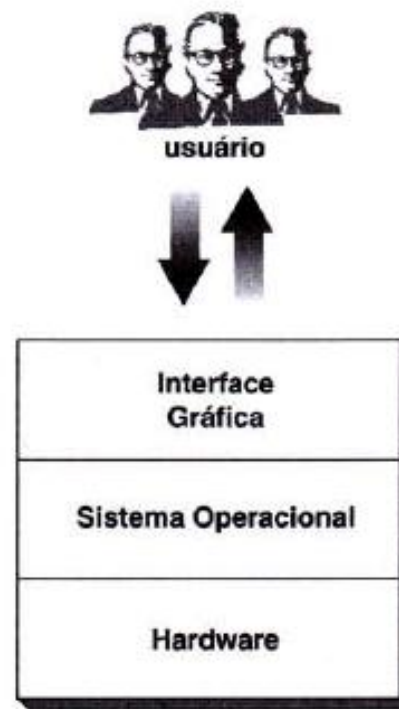 usuário
Interface
Gráfica
Sistema Operacional
Hardware